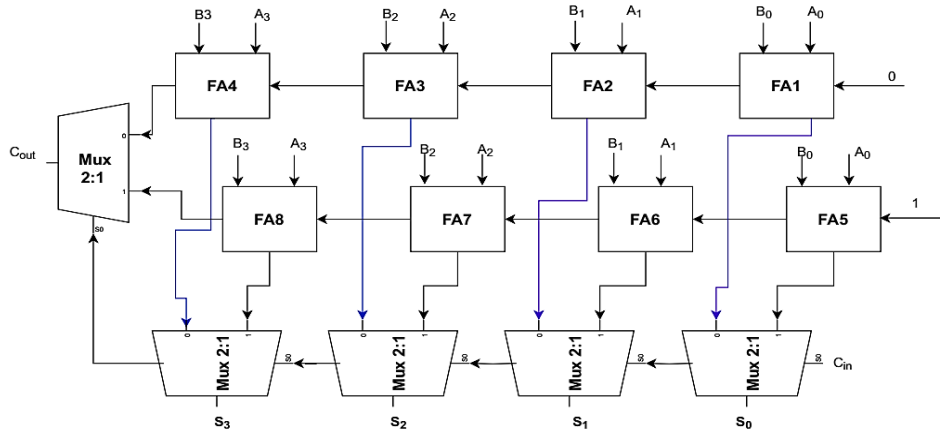 B3 A₃ B₂ A₂ B₁ A₁ B₀ A₀
FA4 FA3 FA2 FA1 0
0
C_out Mux 2:1
1
B₃ A₃ B₂ A₂ B₁ A₁ B₀ A₀
FA8 FA7 FA6 FA5 1
S0
0 1 0 1 0 1 0 1
Mux 2:1 S0 Mux 2:1 S0 Mux 2:1 S0 Mux 2:1 S0 C_in
S₃ S₂ S₁ S₀